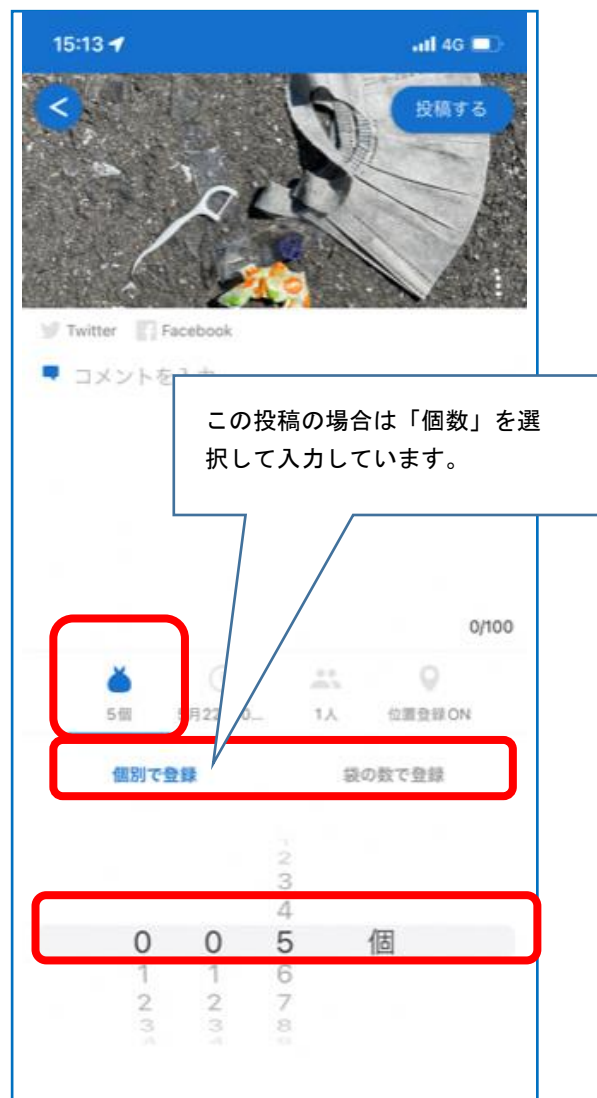 15:13
4G
投稿する
Twitter Facebook
コメントを
この投稿の場合は「個数」を選
択して入力しています。
0/100
5個 1人 位置登録ON
個別で登録 袋の数で登録
2
3
4
0 0 5 個
1 1 6
2 2 7
3 3 8